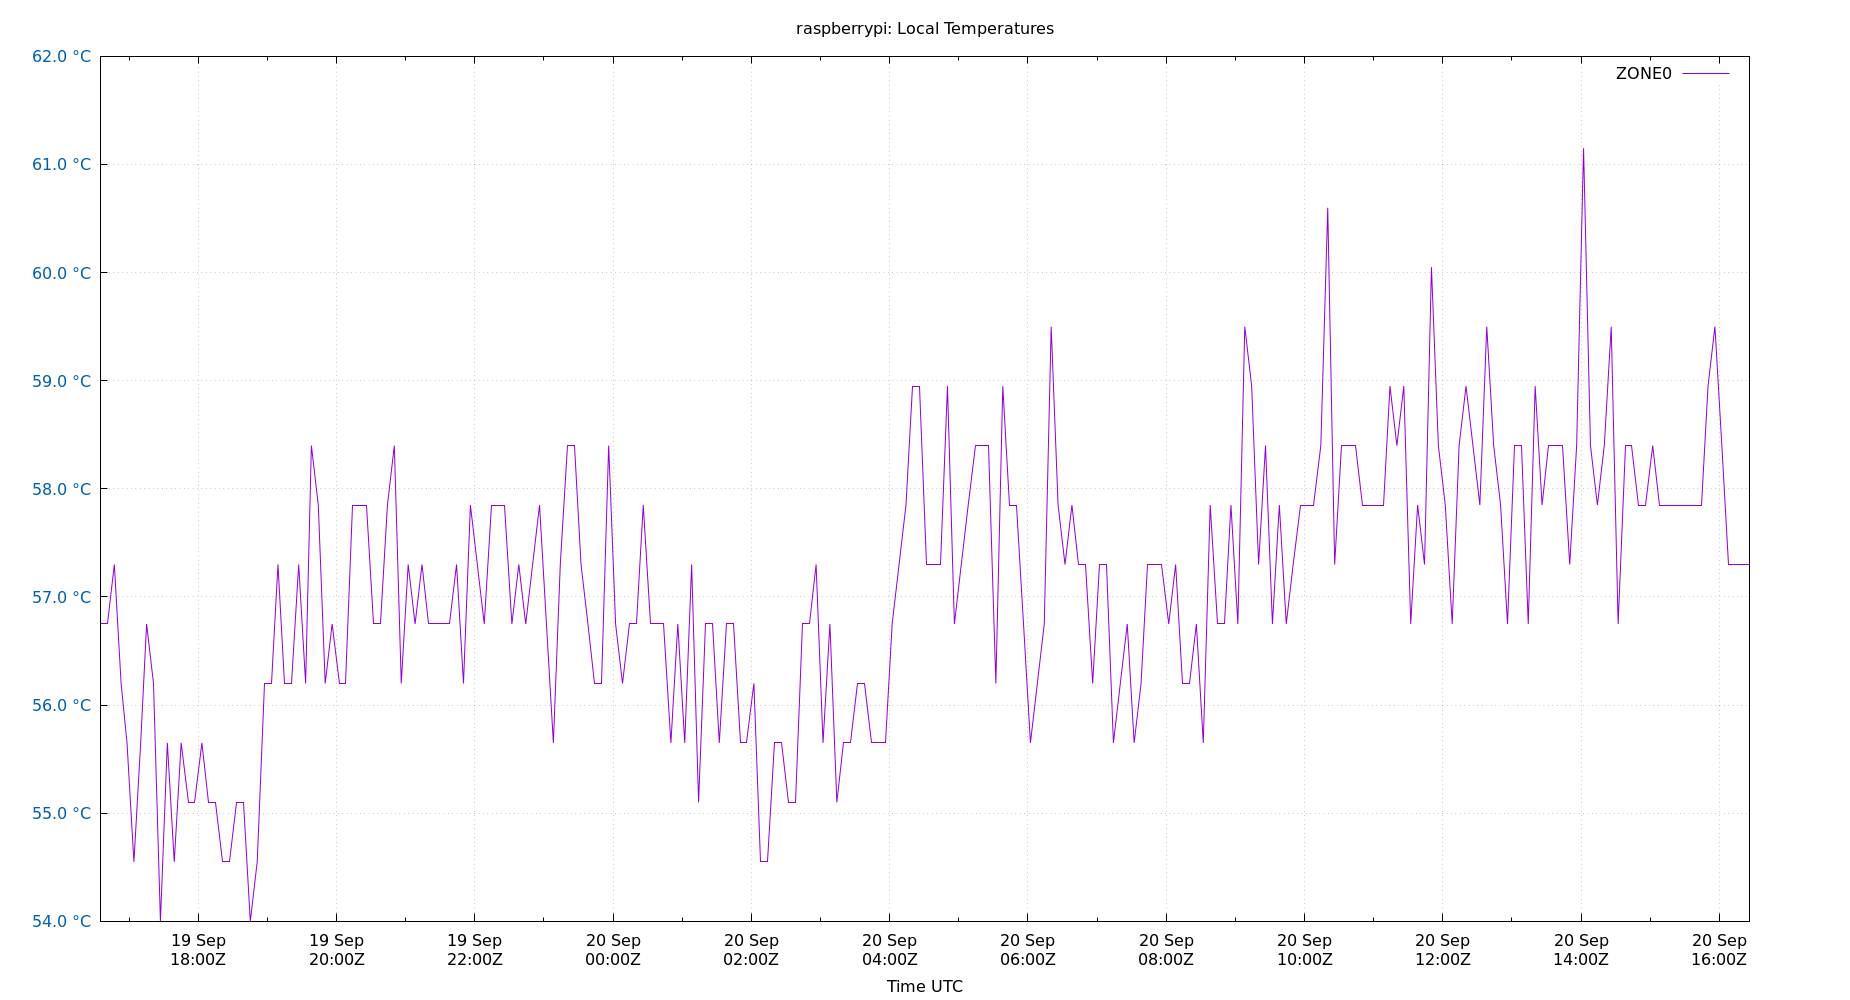 raspberrypi: Local Temperatures
ZONE0
62.0 °C
61.0 °C
60.0 °C
59.0 °C
58.0 °C
57.0 °C
56.0 °C
55.0 °C
54.0 °C
19 Sep 19 Sep 19 Sep 20 Sep 20 Sep 20 Sep 20 Sep 20 Sep 20 Sep 20 Sep 20 Sep 20 Sep
18:00Z 20:00Z 22:00Z 00:00Z 02:00Z 04:00Z 06:00Z 08:00Z 10:00Z 12:00Z 14:00Z 16:00Z
Time UTC